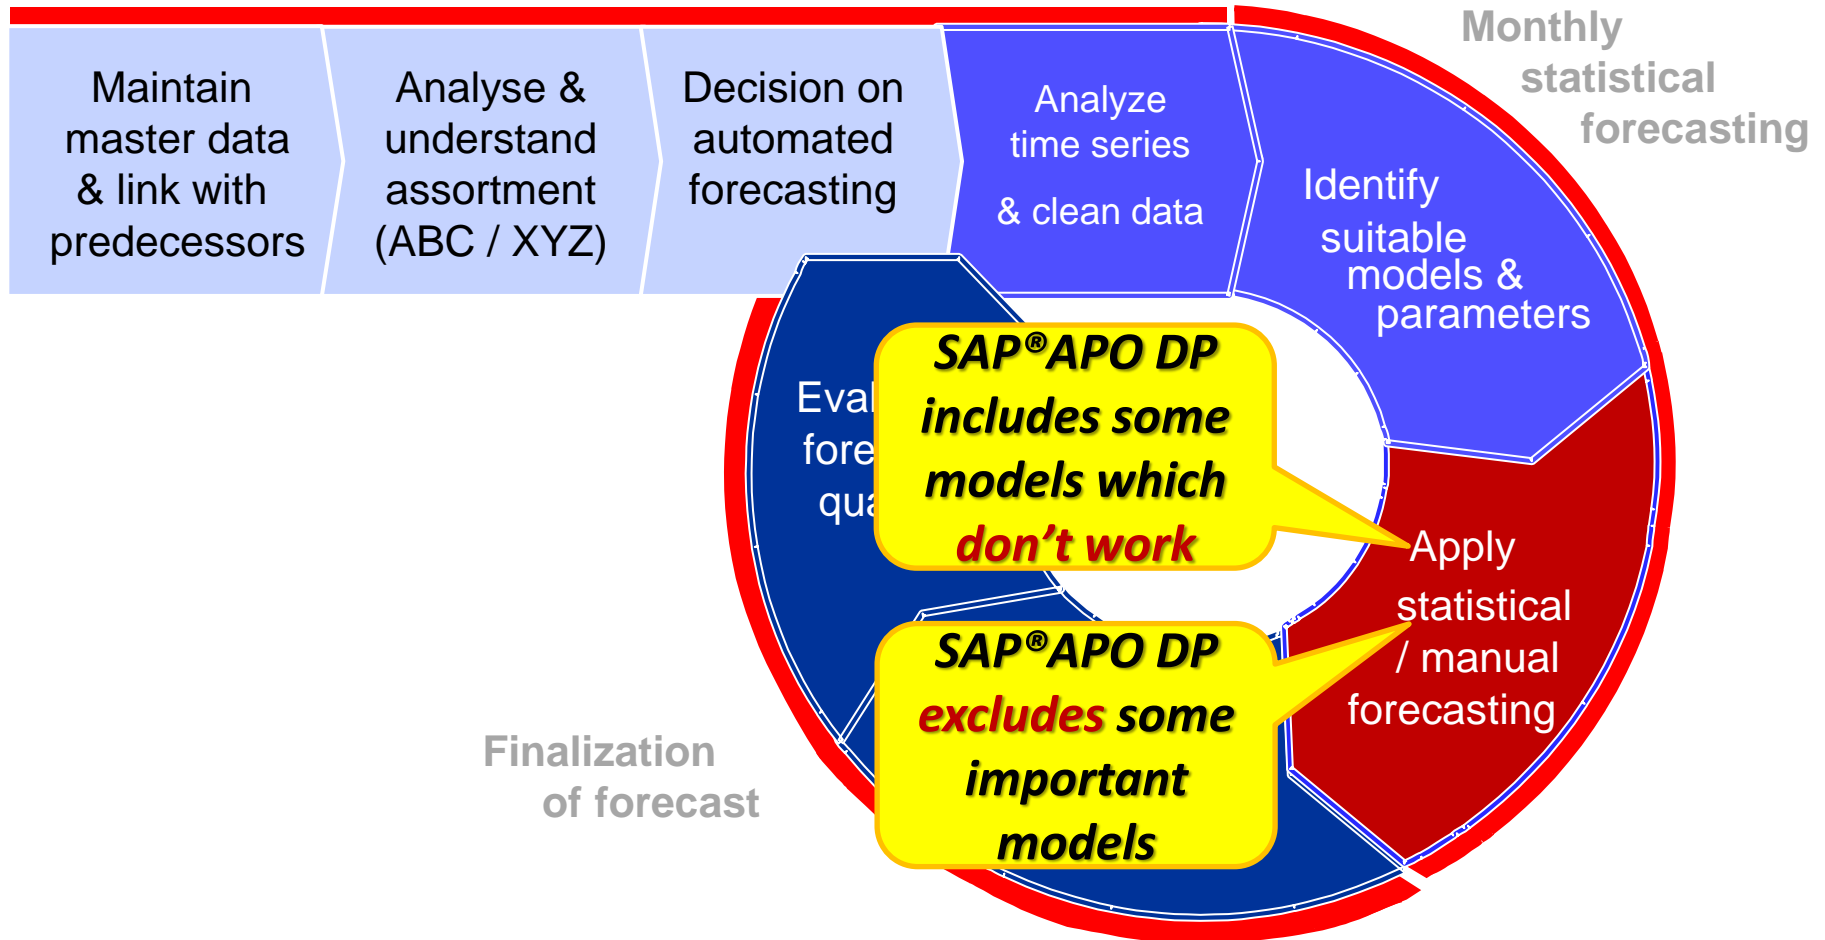 Maintain
master data
& link with
predecessors
Analyse &
understand
assortment
(ABC / XYZ)
Decision on
automated
forecasting
Analyze
time series
& clean data
Monthly
statistical
forecasting
Identify
suitable
models &
parameters
SAP®APO DP
includes some
models which
don't work
Apply
statistical
/ manual
forecasting
SAP®APO DP
excludes some
important
models
Finalization
of forecast